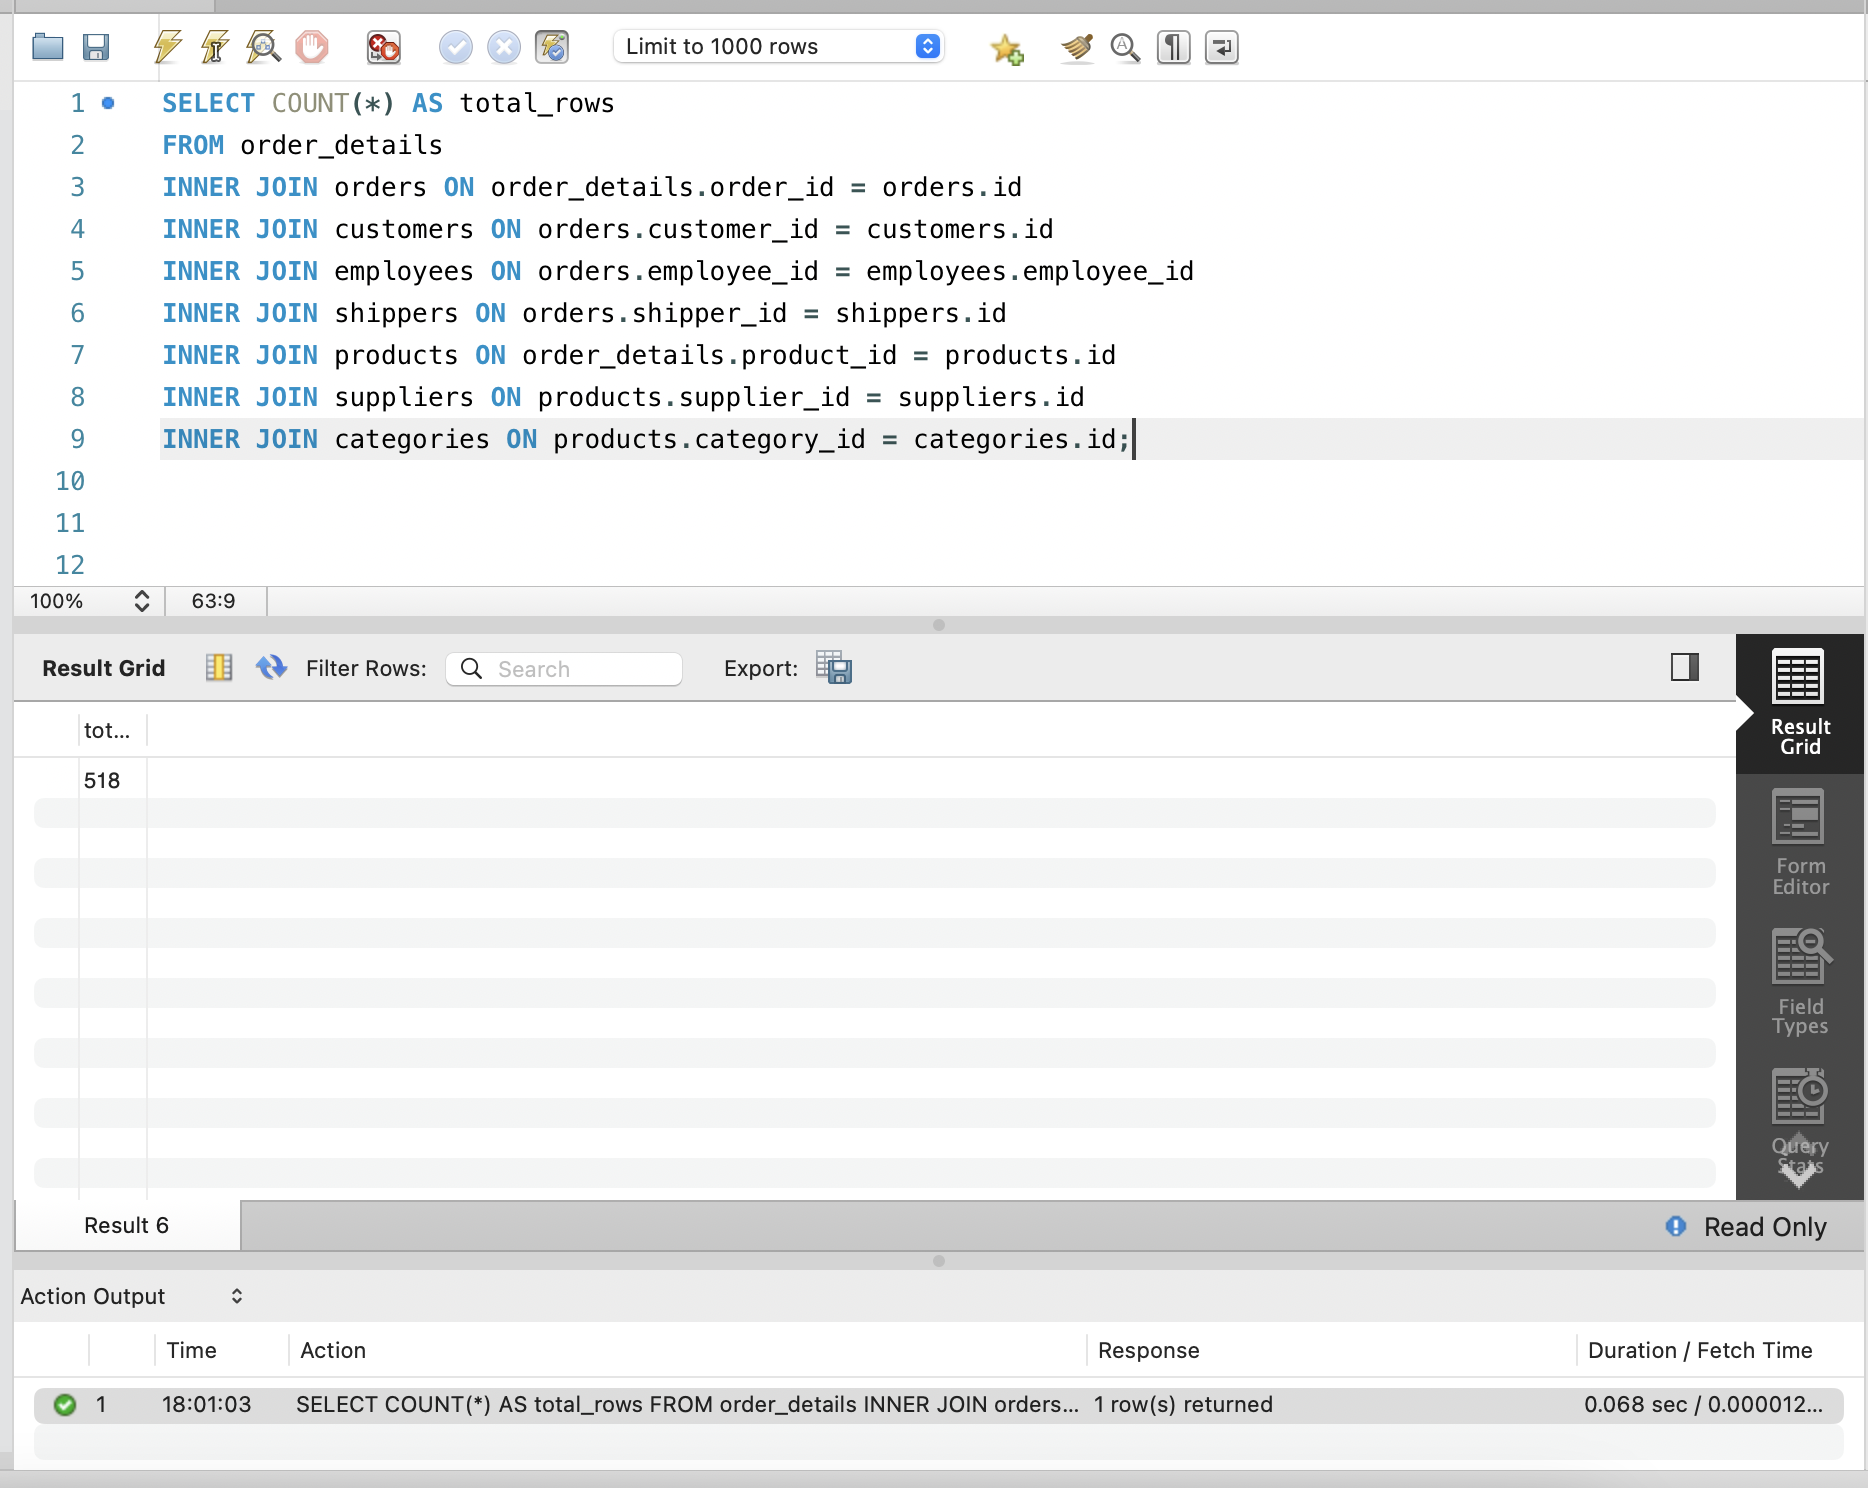 Limit to 1000 rows
1 SELECT COUNT(*) AS total_rows
2 FROM order_details
3 INNER JOIN orders ON order_details.order_id = orders.id
4 INNER JOIN customers ON orders.customer_id = customers.id
5 INNER JOIN employees ON orders.employee_id = employees.employee_id
6 INNER JOIN shippers ON orders.shipper_id = shippers.id
7 INNER JOIN products ON order_details.product_id = products.id
8 INNER JOIN suppliers ON products.supplier_id = suppliers.id
9 INNER JOIN categories ON products.category_id = categories.id;
10
11
12
100% 63:9
Result Grid Filter Rows: Search Export:
tot...
518
Result
Grid
Form
Editor
Field
Types
Query
Stats
Result 6 Read Only
Action Output
Time Action Response Duration / Fetch Time
1 18:01:03 SELECT COUNT(*) AS total_rows FROM order_details INNER JOIN orders... 1 row(s) returned 0.068 sec / 0.000012...